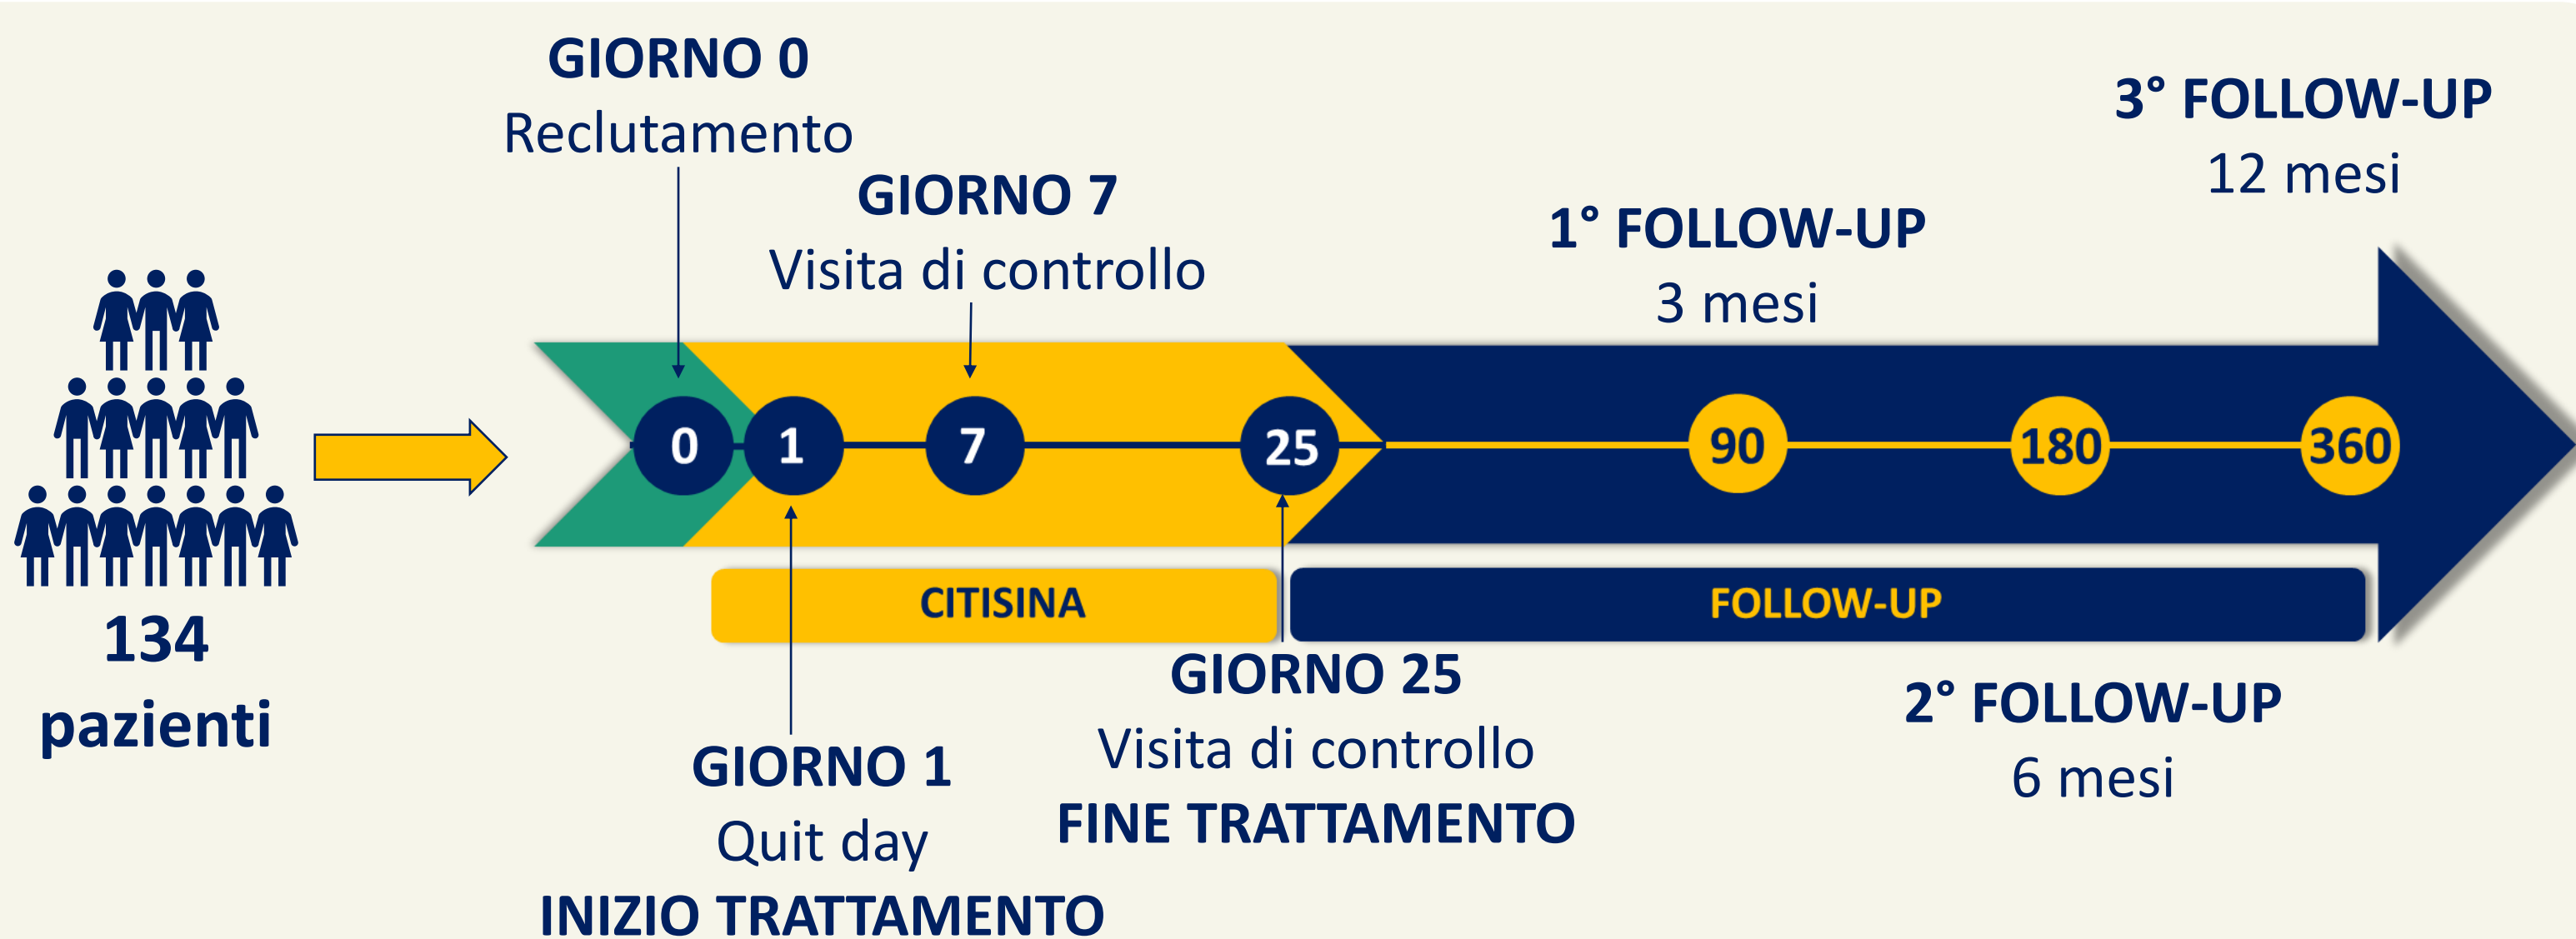 GIORNO 0
Reclutamento
GIORNO 7
Visita di controllo
1° FOLLOW-UP
3 mesi
3° FOLLOW-UP
12 mesi
134
pazienti
0
1
7
25
90
180
360
CITISINA
FOLLOW-UP
GIORNO 1
Quit day
INIZIO TRATTAMENTO
GIORNO 25
Visita di controllo
FINE TRATTAMENTO
2° FOLLOW-UP
6 mesi